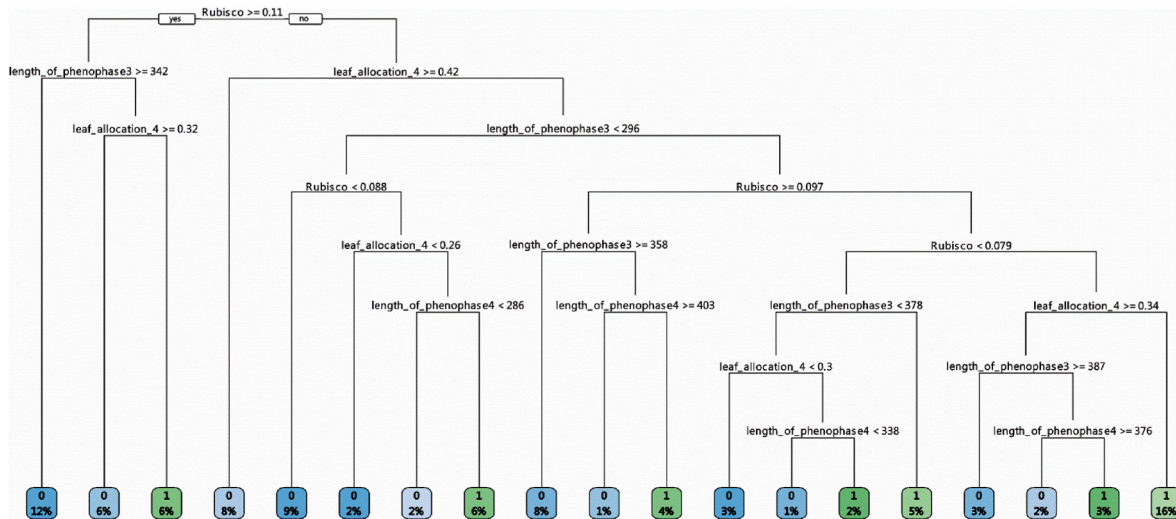 Rubisco >= 0.11
yes
no
length_of_phenophase3 >= 342
leaf_allocation_4 >= 0.42
leaf_allocation_4 >= 0.32
length_of_phenophase3 < 296
Rubisco < 0.088
Rubisco >= 0.097
leaf_allocation_4 < 0.26
length_of_phenophase3 >= 358
Rubisco < 0.079
length_of_phenophase4 < 286
length_of_phenophase4 >= 403
length_of_phenophase3 < 378
leaf_allocation_4 >= 0.34
leaf_allocation_4 < 0.3
length_of_phenophase3 >= 387
length_of_phenophase4 < 338
length_of_phenophase4 >= 376
0 0 1 0 0 0 0 1 0 0 1 0 0 1 1 0 0 1 1
12% 6% 6% 8% 9% 2% 2% 6% 8% 1% 4% 3% 1% 2% 5% 3% 2% 3% 16%